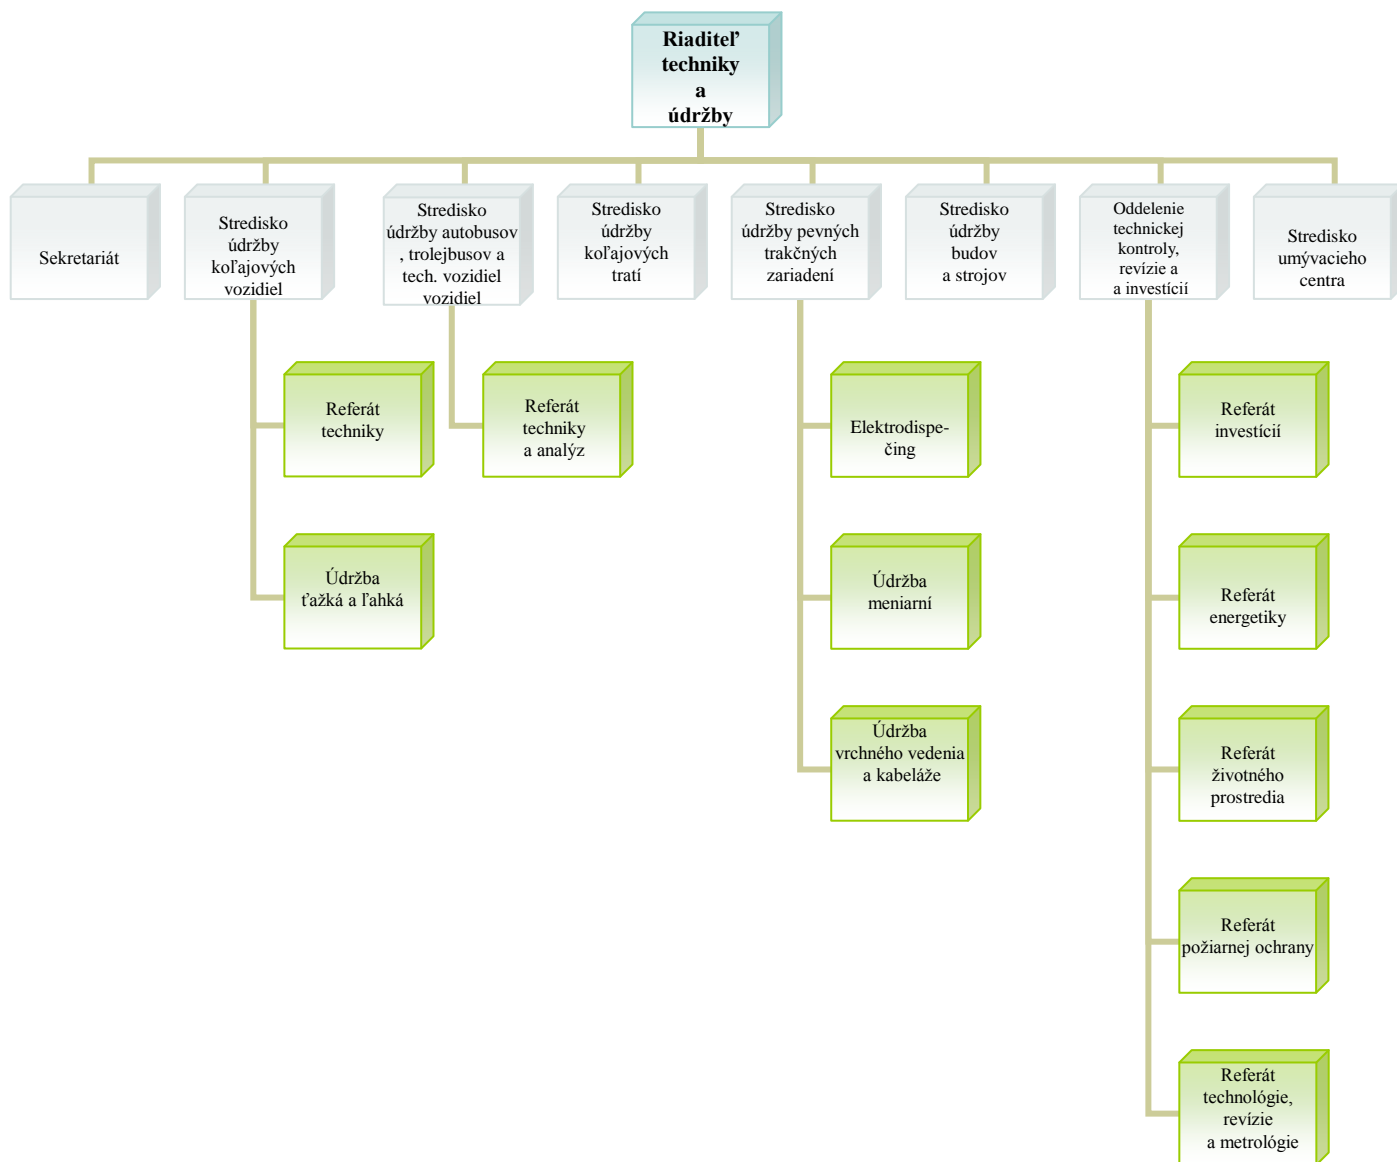 Riaditeľ
techniky
a
údržby
Sekretariát
Stredisko
údržby
koľajových
vozidiel
Stredisko
údržby autobusov
, trolejbusov a
tech. vozidiel
vozidiel
Stredisko
údržby
koľajových
tratí
Stredisko
údržby pevných
trakčných
zariadení
Stredisko
údržby
budov
a strojov
Oddelenie
technickej
kontroly,
revízie a
a investícií
Stredisko
umývacieho
centra
Referát
techniky
Referát
techniky
a analýz
Elektrodispe-
čing
Referát
investícií
Údržba
ťažká a ľahká
Údržba
meniarní
Referát
energetiky
Údržba
vrchného vedenia
a kabeláže
Referát
životného
prostredia
Referát
požiarnej ochrany
Referát
technológie,
revízie
a metrológie